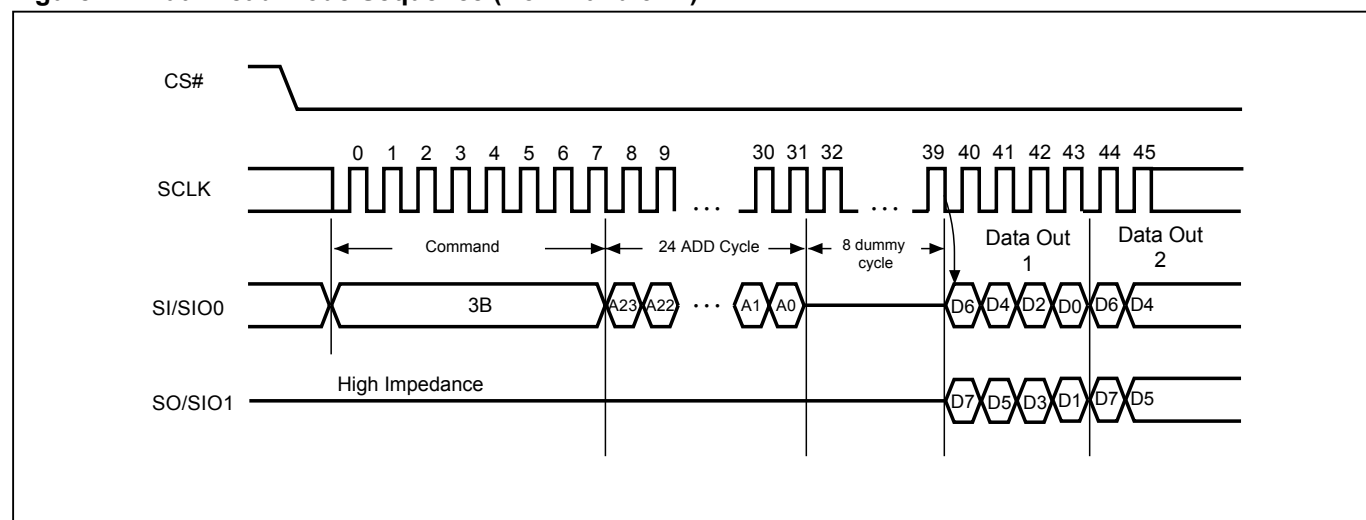 CS#
0 1 2 3 4 5 6 7 8 9 30 31 32 39 40 41 42 43 44 45
SCLK
...
...
Command
24 ADD Cycle
8 dummy
cycle
Data Out
1
Data Out
2
SI/SIO0
3B
A23 A22 ... A1 A0
D6 D4 D2 D0 D6 D4
High Impedance
SO/SIO1
D7 D5 D3 D1 D7 D5